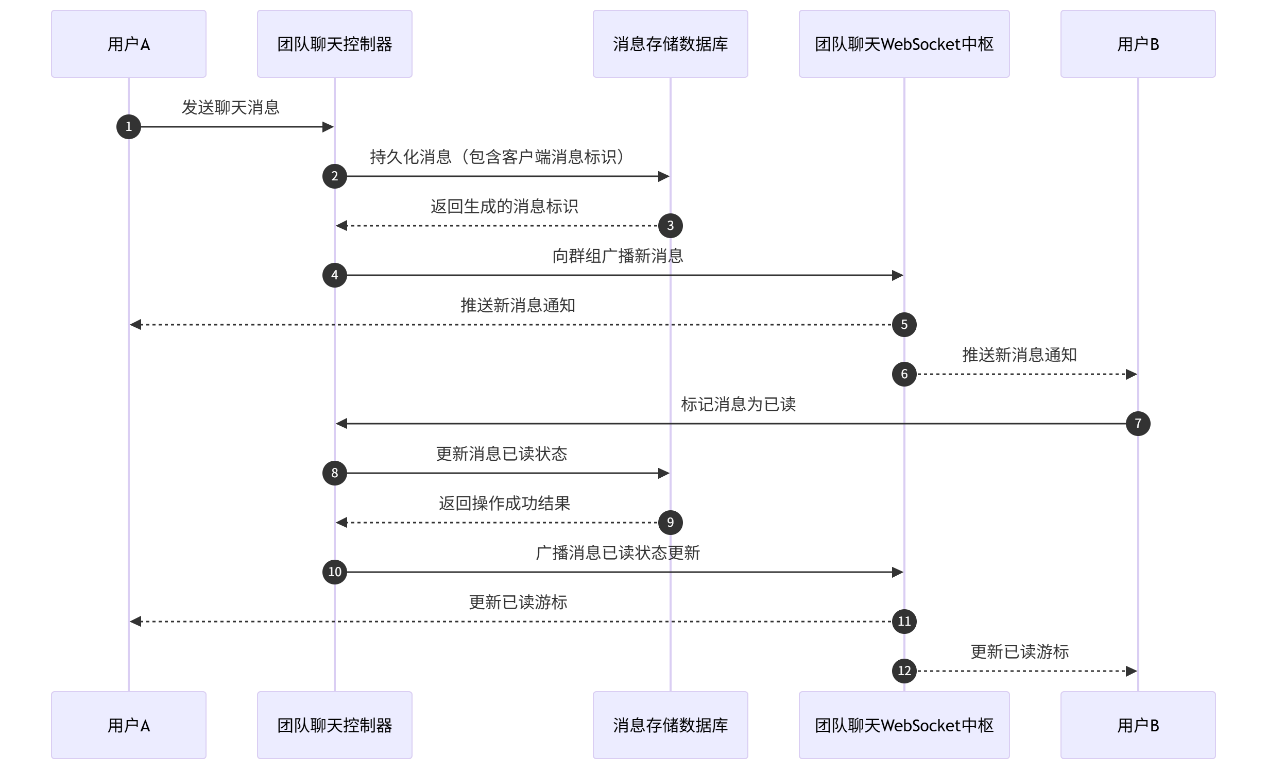 用户A
团队聊天控制器
消息存储数据库
团队聊天WebSocket中枢
用户B
发送聊天消息
1
持久化消息（包含客户端消息标识）
2
返回生成的消息标识
3
向群组广播新消息
4
推送新消息通知
5
推送新消息通知
6
标记消息为已读
7
更新消息已读状态
8
返回操作成功结果
9
广播消息已读状态更新
10
更新已读游标
11
更新已读游标
12
用户A
团队聊天控制器
消息存储数据库
团队聊天WebSocket中枢
用户B